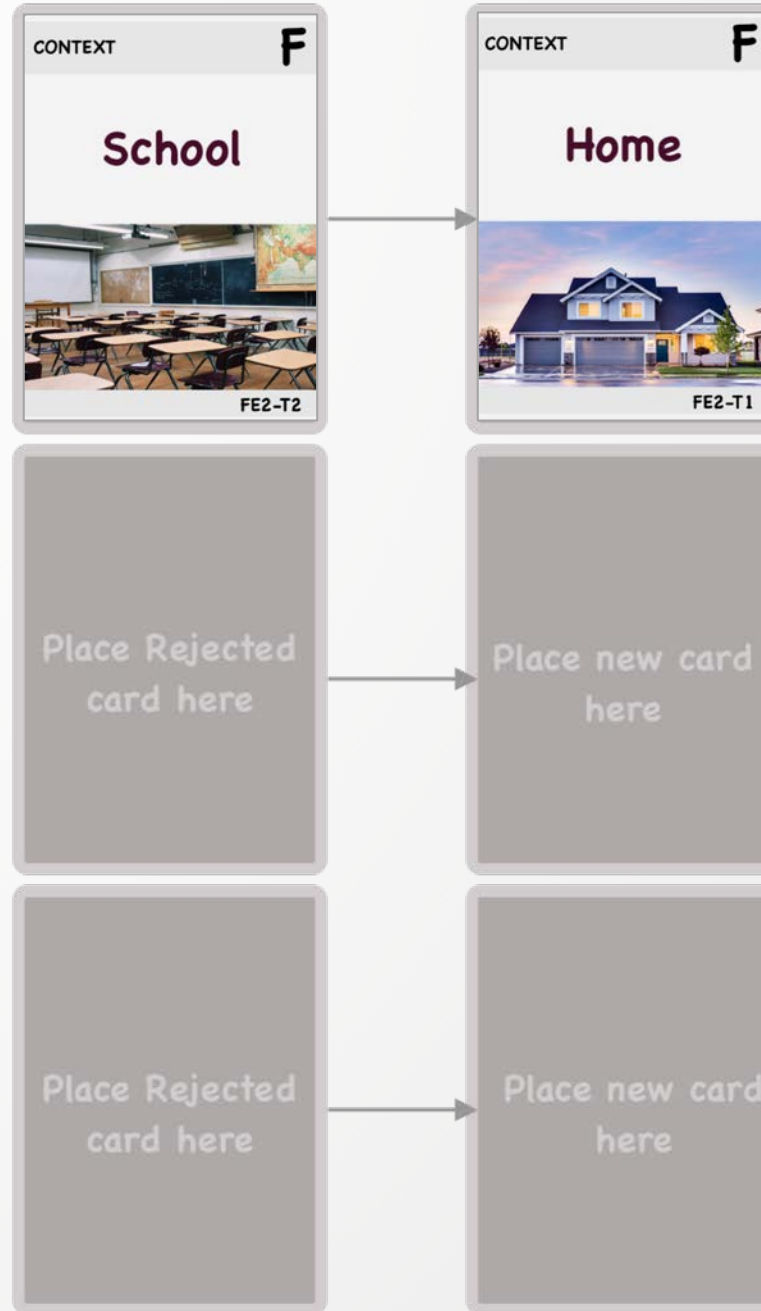 CONTEXT F
School
FE2-T2
CONTEXT F
Home
FE2-T1
Place Rejected
card here
Place new card
here
Place Rejected
card here
Place new card
here